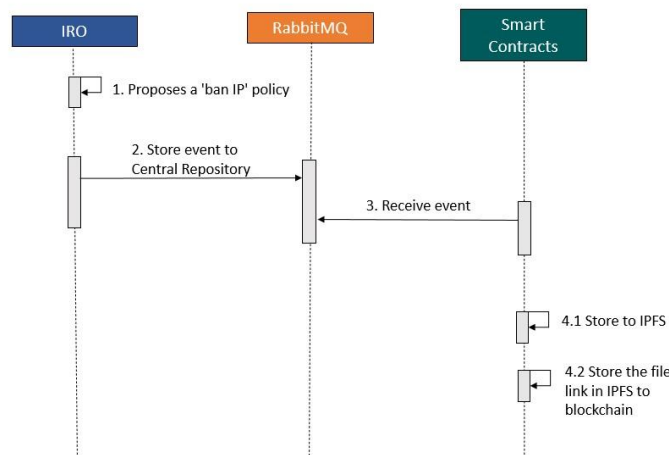 IRO
RabbitMQ
Smart
Contracts
1. Proposes a 'ban IP' policy
2. Store event to
Central Repository
3. Receive event
4.1 Store to IPFS
4.2 Store the file
link in IPFS to
blockchain